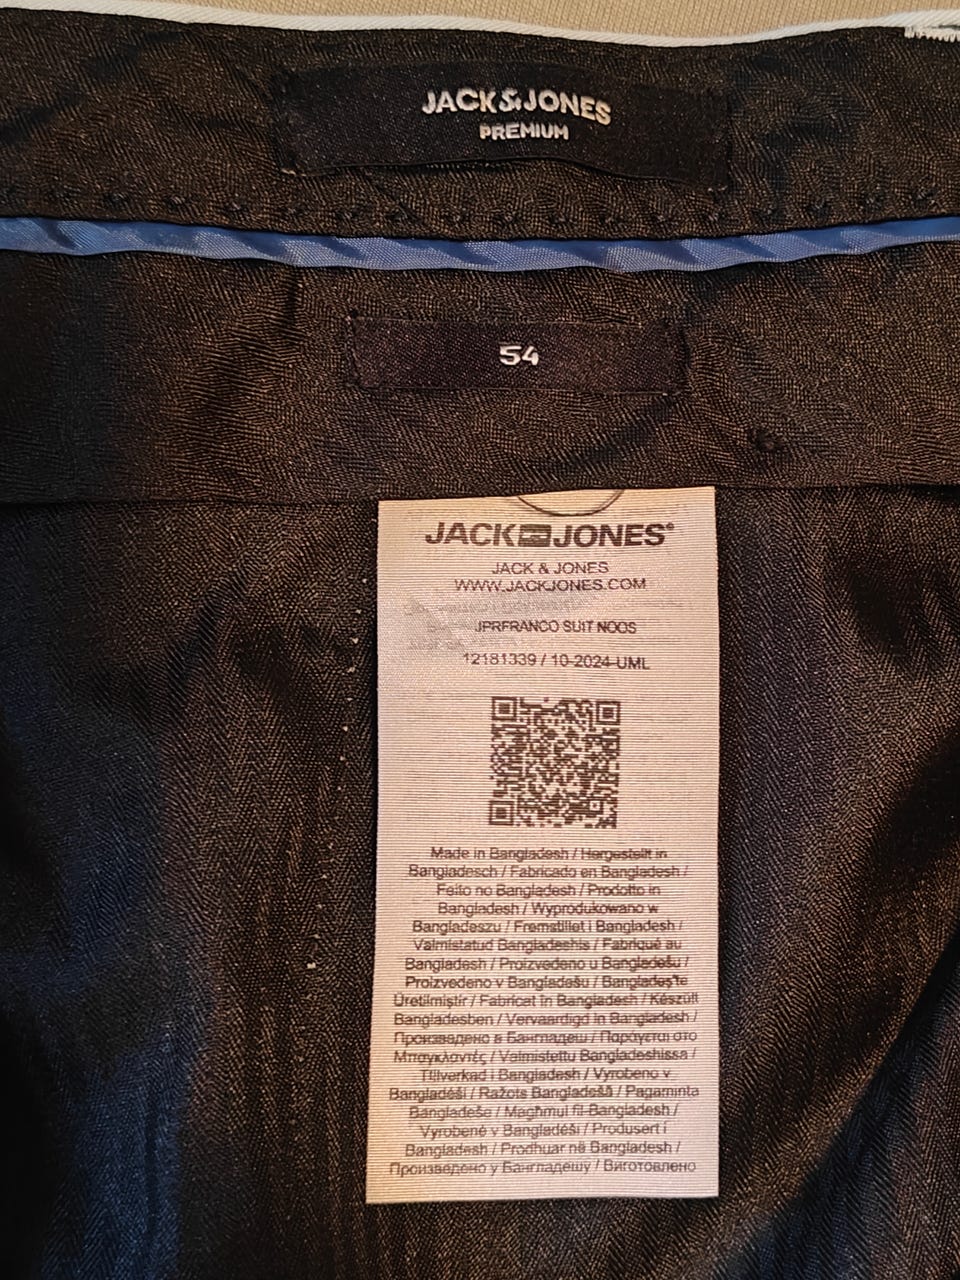 JACK&JONES
PREMIUM
54
JACK JONES®
JACK & JONES
WWW.JACKJONES.COM
JPRFRANCO SUIT NOOS
12181339 / 10-2024-UML
Made in Bangladesh / Hergestellt in
Bangladesch / Fabricado en Bangladesh /
Feito no Bangladesh / Prodotto in
Bangladesh / Wyprodukowano w
Bangladeszu / Fremstillet i Bangladesh /
Valmistatud Bangladeshis / Fabriqué au
Bangladesh / Proizvedeno u Bangladešu /
Proizvedeno v Bangladešu / Bangladeş'te
Üretilmiştir / Fabricat în Bangladesh / Készült
Bangladesben / Vervaardigd in Bangladesh /
Произведено в Бангладеш / Παράγεται στο
Μπαγκλαντές / Valmistettu Bangladeshissa /
Tillverkad i Bangladesh / Vyrobeno v
Bangladéši / Ražots Bangladešā / Pagaminta
Bangladeše / Magħmul fil-Bangladesh /
Vyrobené v Bangladéši / Produsert i
Bangladesh / Prodhuar në Bangladesh /
Произведено у Бангладешу / Виготовлено